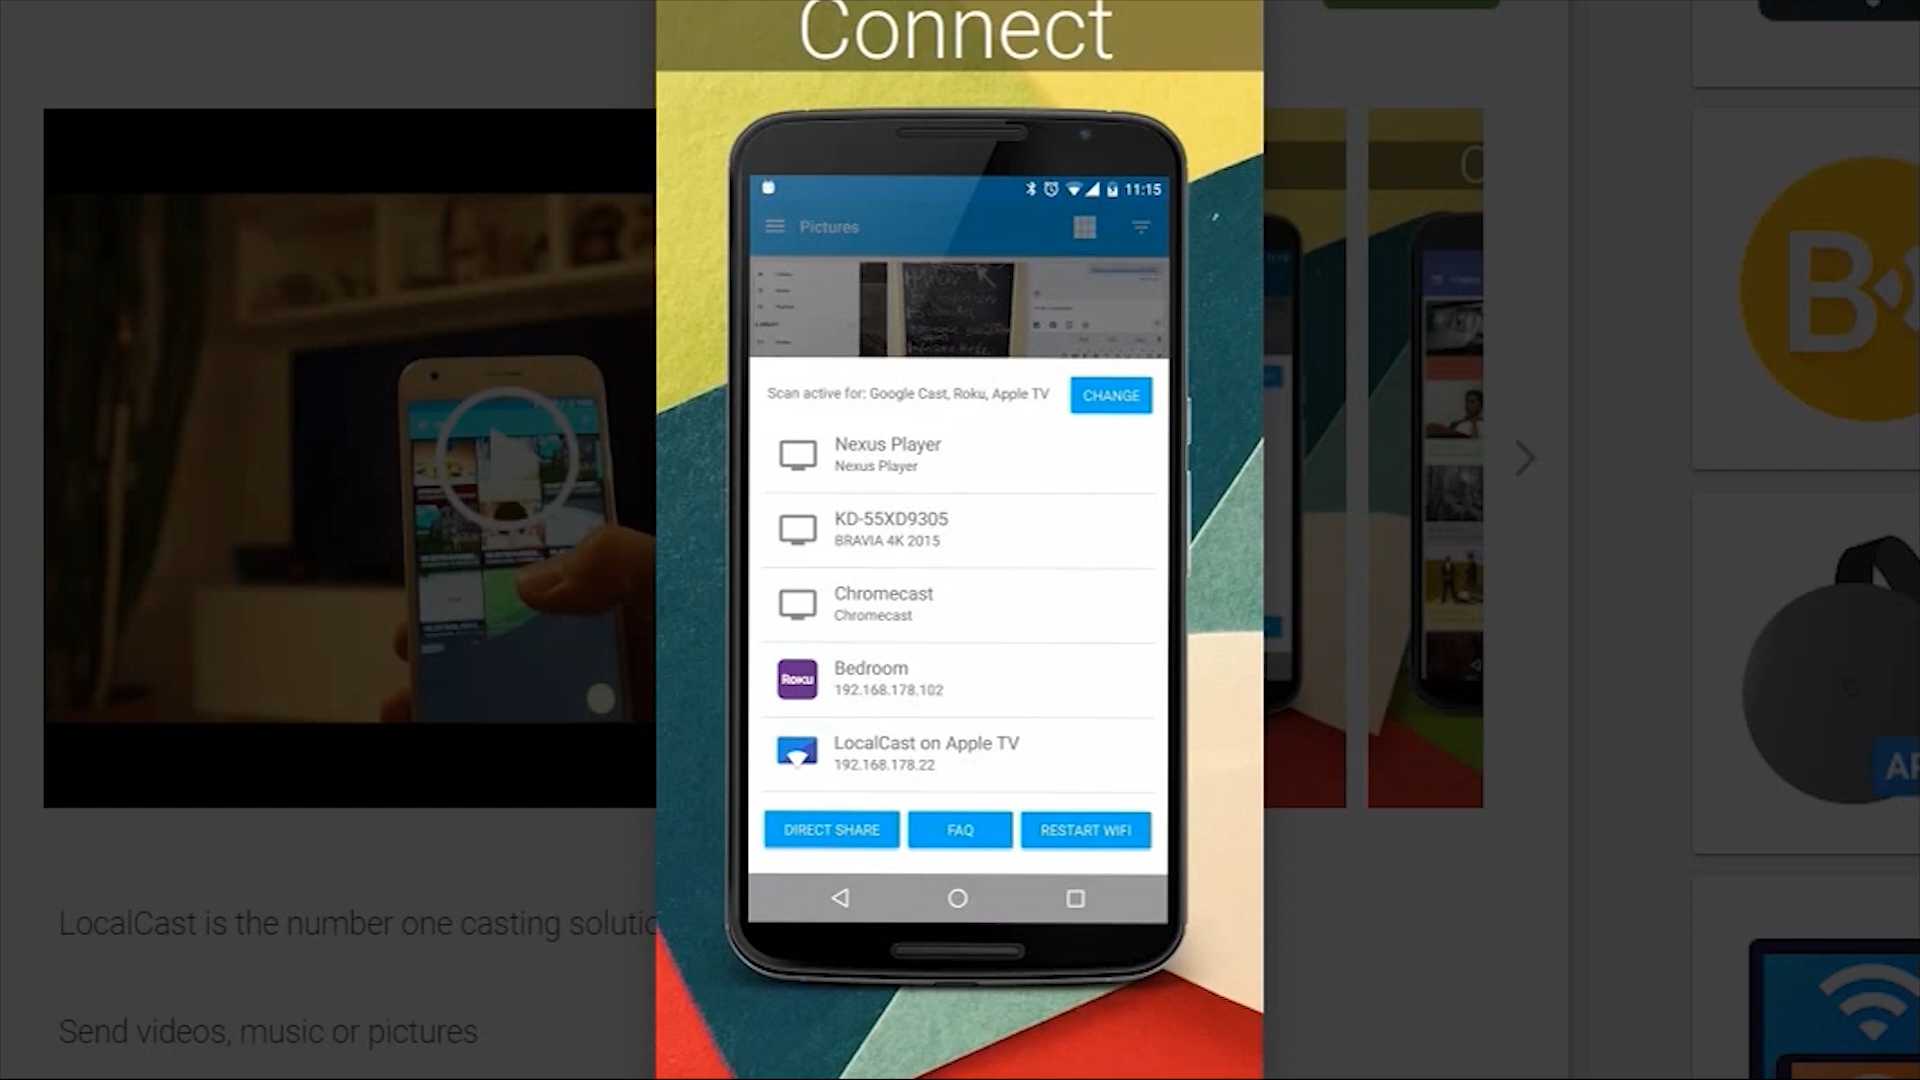 Connect
11:15
Pictures
Scan active for: Google Cast, Roku, Apple TV
CHANGE
Nexus Player
Nexus Player
KD-55XD9305
BRAVIA 4K 2015
Chromecast
Chromecast
Roku
Bedroom
192.168.178.102
LocalCast on Apple TV
192.168.178.22
DIRECT SHARE
FAQ
RESTART WIFI
LocalCast is the number one casting
Send videos, music or pictures